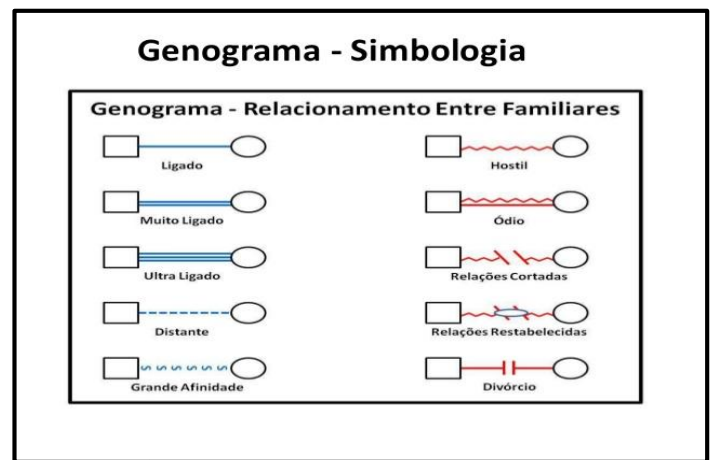 Genograma - Simbologia
Genograma - Relacionamento Entre Familiares
Ligado
Hostil
Muito Ligado
Ódio
Ultra Ligado
Relações Cortadas
Distante
Relações Restabelecidas
Grande Afinidade
Divórcio